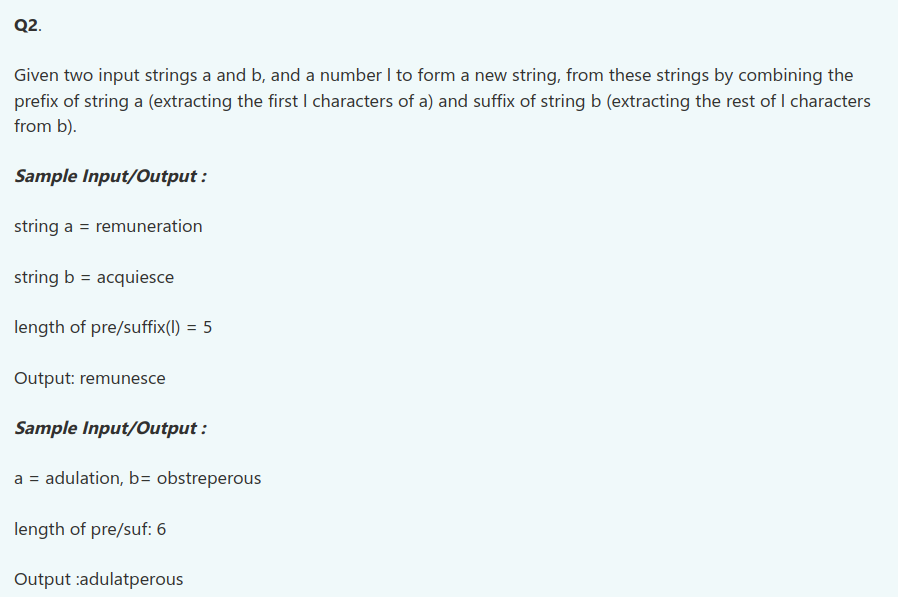 Q2.
Given two input strings a and b, and a number l to form a new string, from these strings by combining the
prefix of string a (extracting the first l characters of a) and suffix of string b (extracting the rest of l characters
from b).
Sample Input/Output :
string a = remuneration
string b = acquiesce
length of pre/suffix(l) = 5
Output: remunesce
Sample Input/Output :
a = adulation, b= obstreperous
length of pre/suf: 6
Output :adulatperous